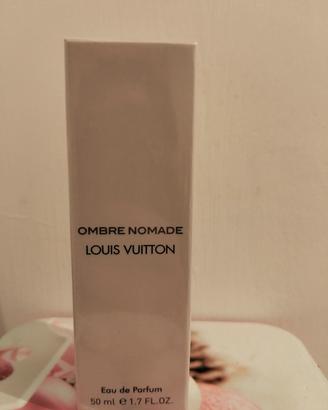 OMBRE NOMADE
LOUIS VUITTON
Eau de Parfum
50 ml ℮ 1.7 FL.OZ.